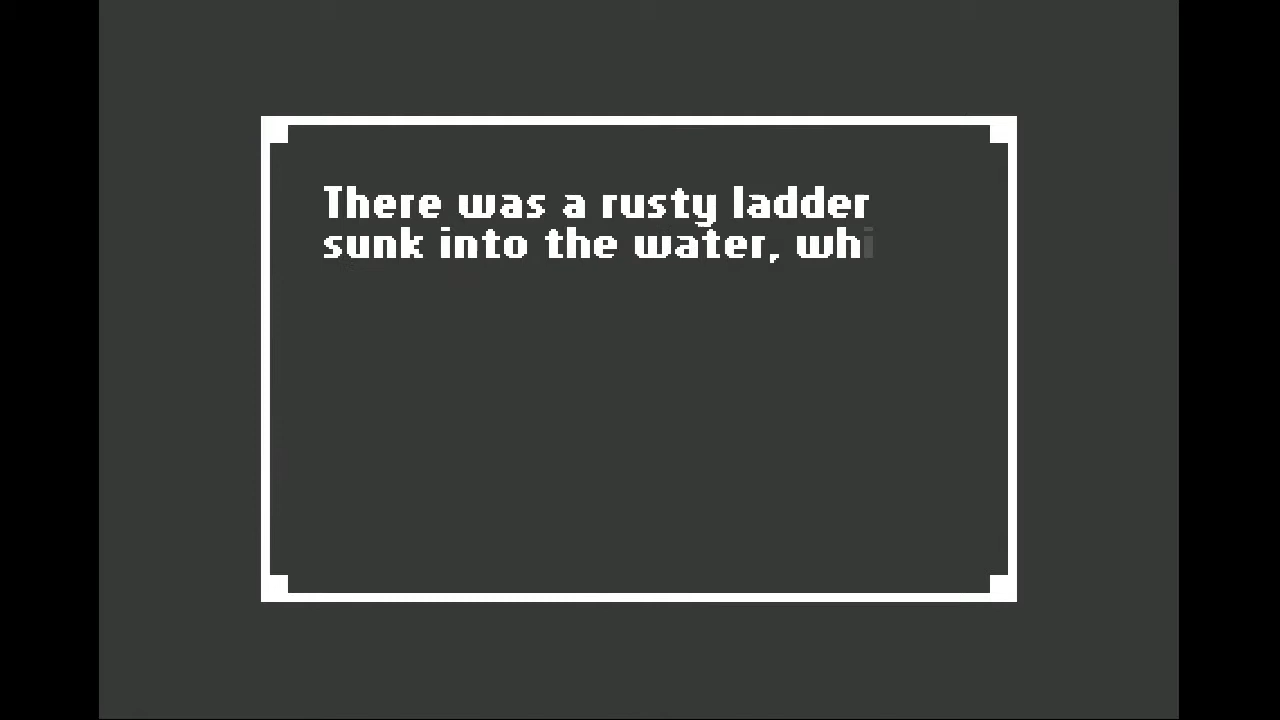 There was a rusty ladder
sunk into the water, whi